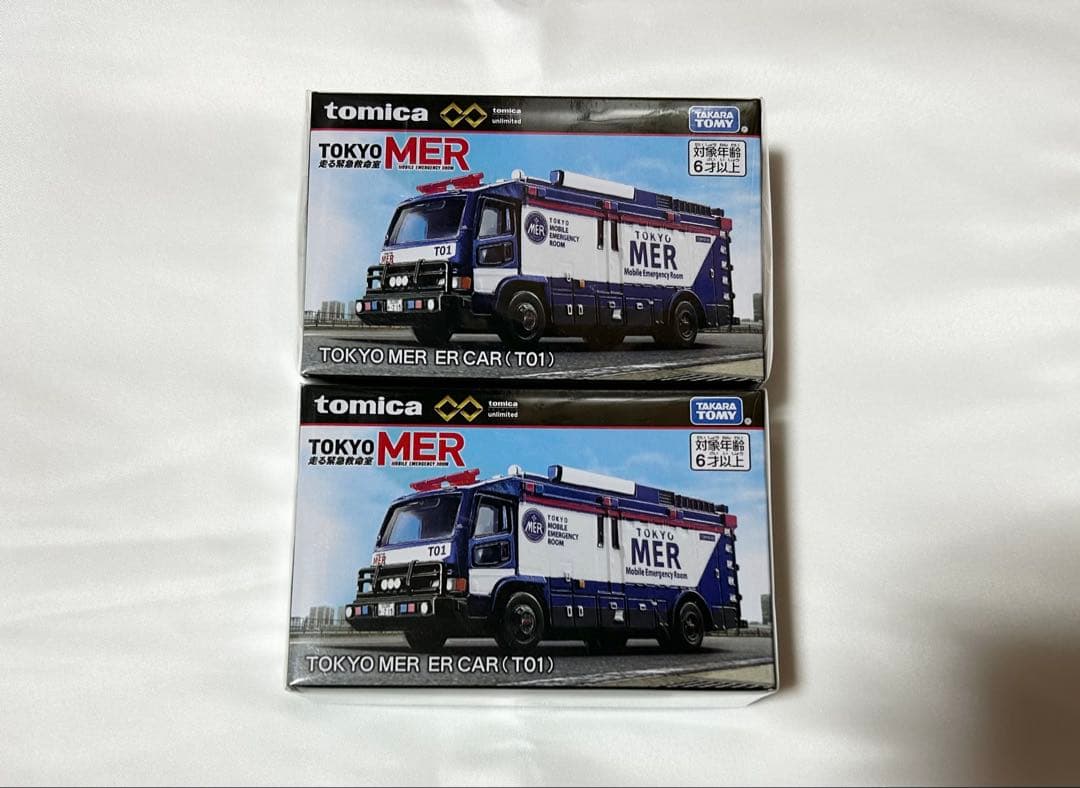 tomica
tomica
unlimited
TAKARA
TOMY
TOKYO MER
走る緊急救命室
MOBILE EMERGENCY ROOM
対象年齢
6才以上
T01
MER
TOKYO
MOBILE
EMERGENCY
ROOM
TOKYO
MER
Mobile Emergency Room
TOKYO MER ER CAR(T01)
tomica
tomica
unlimited
TAKARA
TOMY
TOKYO MER
走る緊急救命室
MOBILE EMERGENCY ROOM
対象年齢
6才以上
T01
MER
TOKYO
MOBILE
EMERGENCY
ROOM
TOKYO
MER
Mobile Emergency Room
TOKYO MER ER CAR(T01)